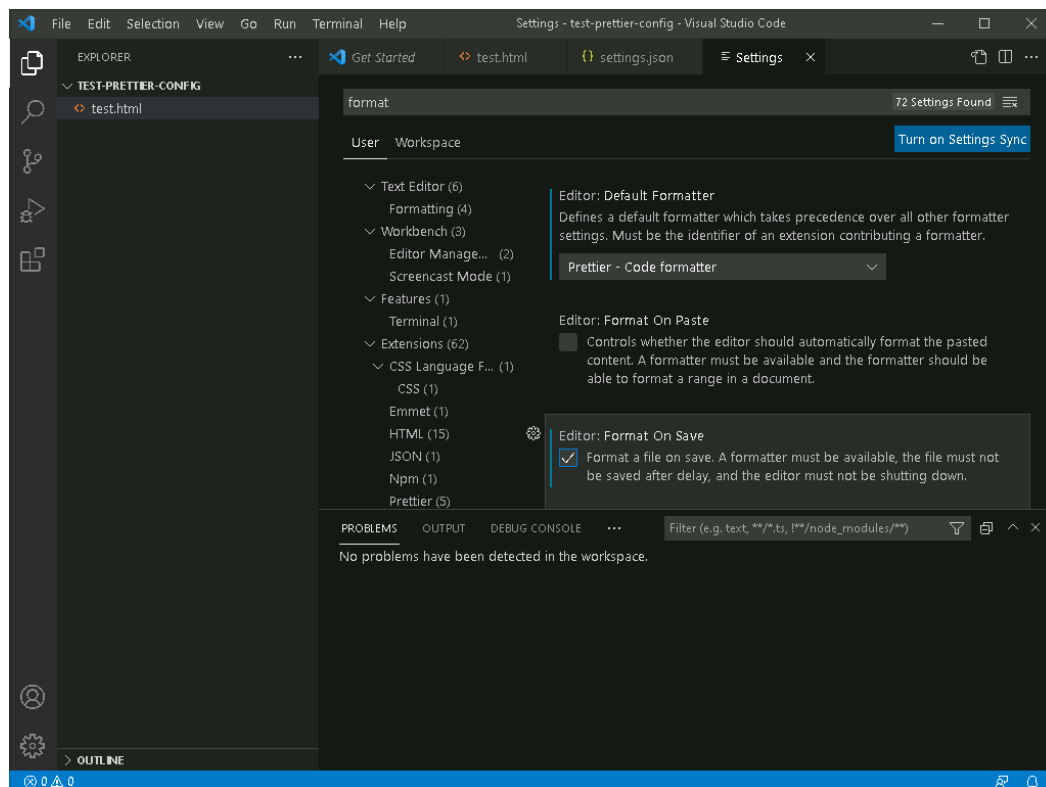 File Edit Selection View Go Run Terminal Help Settings - test-prettier-config - Visual Studio Code
EXPLORER
TEST-PRETTIER-CONFIG
test.html
OUTLINE
Get Started test.html {} settings.json Settings
format
72 Settings Found
User Workspace
Turn on Settings Sync
Text Editor (6)
Formatting (4)
Workbench (3)
Editor Manage... (2)
Screencast Mode (1)
Features (1)
Terminal (1)
Extensions (62)
CSS Language F... (1)
CSS (1)
Emmet (1)
HTML (15)
JSON (1)
Npm (1)
Prettier (5)
Editor: Default Formatter
Defines a default formatter which takes precedence over all other formatter
settings. Must be the identifier of an extension contributing a formatter.
Prettier - Code formatter
Editor: Format On Paste
Controls whether the editor should automatically format the pasted
content. A formatter must be available and the formatter should be
able to format a range in a document.
Editor: Format On Save
Format a file on save. A formatter must be available, the file must not
be saved after delay, and the editor must not be shutting down.
PROBLEMS OUTPUT DEBUG CONSOLE ... Filter (e.g. text, **/*.ts, !**/node_modules/**)
No problems have been detected in the workspace.
0 0